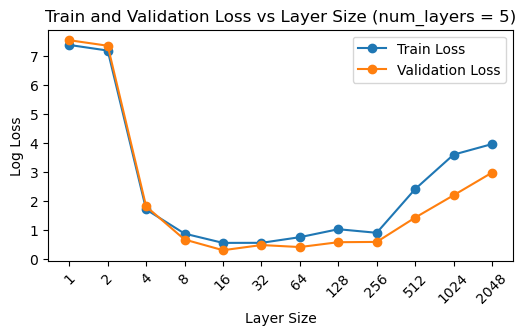 Train and Validation Loss vs Layer Size (num_layers = 5)
Train Loss
Validation Loss
Log Loss
7
6
5
4
3
2
1
0
1 2 4 8 16 32 64 128 256 512 1024 2048
Layer Size